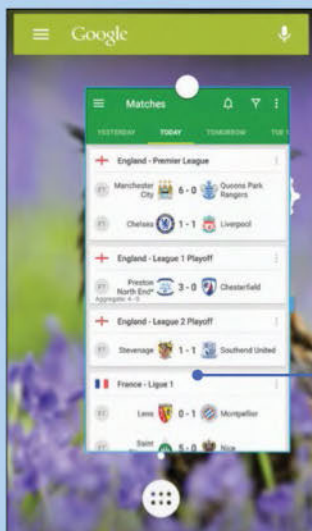 Google
Matches
YESTERDAY TODAY TOMORROW
England - Premier League
FT Manchester City 6 - 0 Queens Park Rangers
FT Chelsea 1 - 1 Liverpool
England - League 1 Playoff
FT Preston North End* 3 - 0 Chesterfield
Aggregate: 4 - 0
England - League 2 Playoff
FT Stevenage 1 - 1 Southend United
France - Ligue 1
FT Lens 0 - 1 Montpellier
FT Saint 5 - 0 Nice